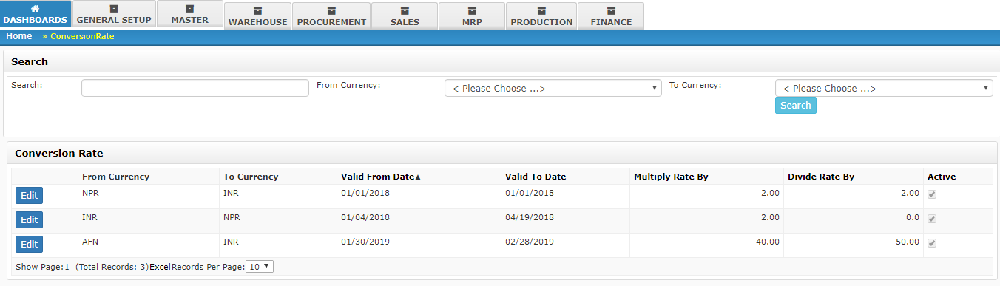 DASHBOARDS GENERAL SETUP MASTER WAREHOUSE PROCUREMENT SALES MRP PRODUCTION FINANCE
Home » ConversionRate
Search
Search: From Currency: < Please Choose ...> To Currency: < Please Choose ...>
Search
Conversion Rate
From Currency To Currency Valid From Date▲ Valid To Date Multiply Rate By Divide Rate By Active
Edit NPR INR 01/01/2018 01/01/2018 2.00 2.00
Edit INR NPR 01/04/2018 04/19/2018 2.00 0.0
Edit AFN INR 01/30/2019 02/28/2019 40.00 50.00
Show Page:1 (Total Records: 3)ExcelRecords Per Page: 10